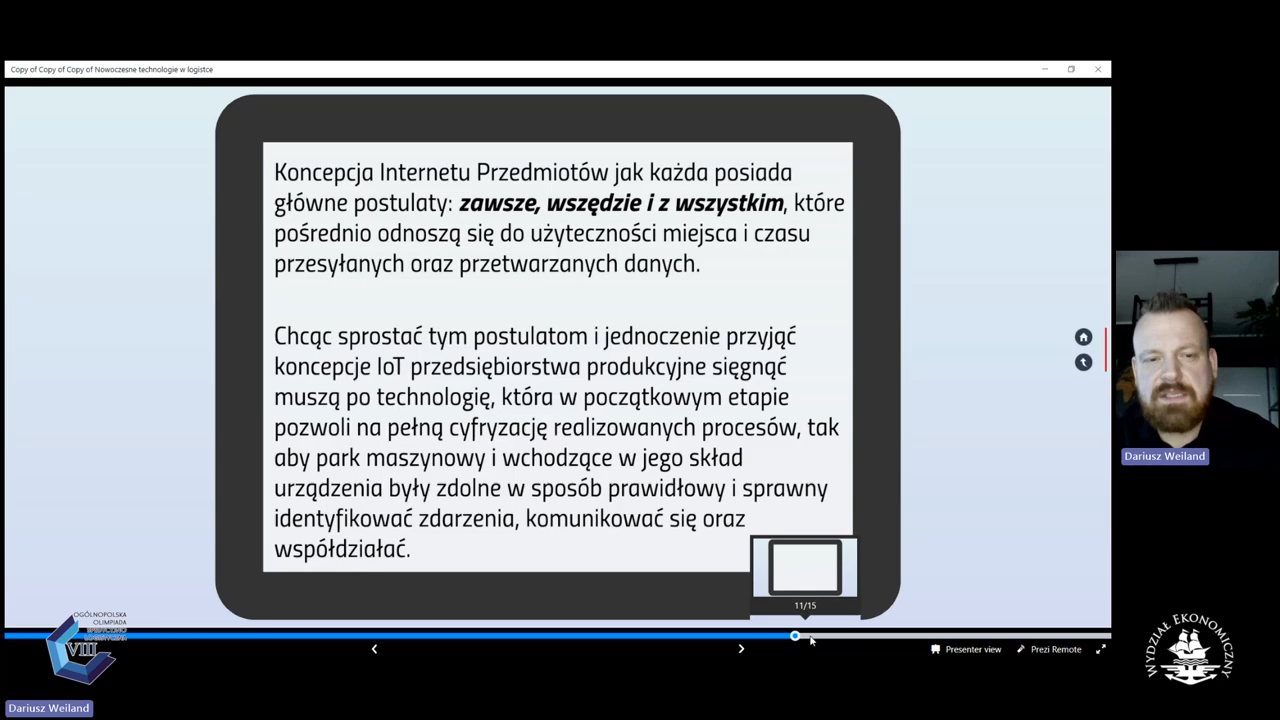 Copy of Copy of Copy of Nowoczesne technologie w logistce
Koncepcja Internetu Przedmiotów jak każda posiada
główne postulaty: zawsze, wszędzie i z wszystkim, które
pośrednio odnoszą się do użyteczności miejsca i czasu
przesyłanych oraz przetwarzanych danych.
Chcąc sprostać tym postulatom i jednoczenie przyjąć
koncepcje IoT przedsiębiorstwa produkcyjne sięgnąć
muszą po technologię, która w początkowym etapie
pozwoli na pełną cyfryzację realizowanych procesów, tak
aby park maszynowy i wchodzące w jego skład
urządzenia były zdolne w sposób prawidłowy i sprawny
identyfikować zdarzenia, komunikować się oraz
współdziałać.
11/15
Presenter view
Prezi Remote
Dariusz Weiland
OGÓLNOPOLSKA
OLIMPIADA
VIII
WYDZIAŁ EKONOMICZNY
Dariusz Weiland